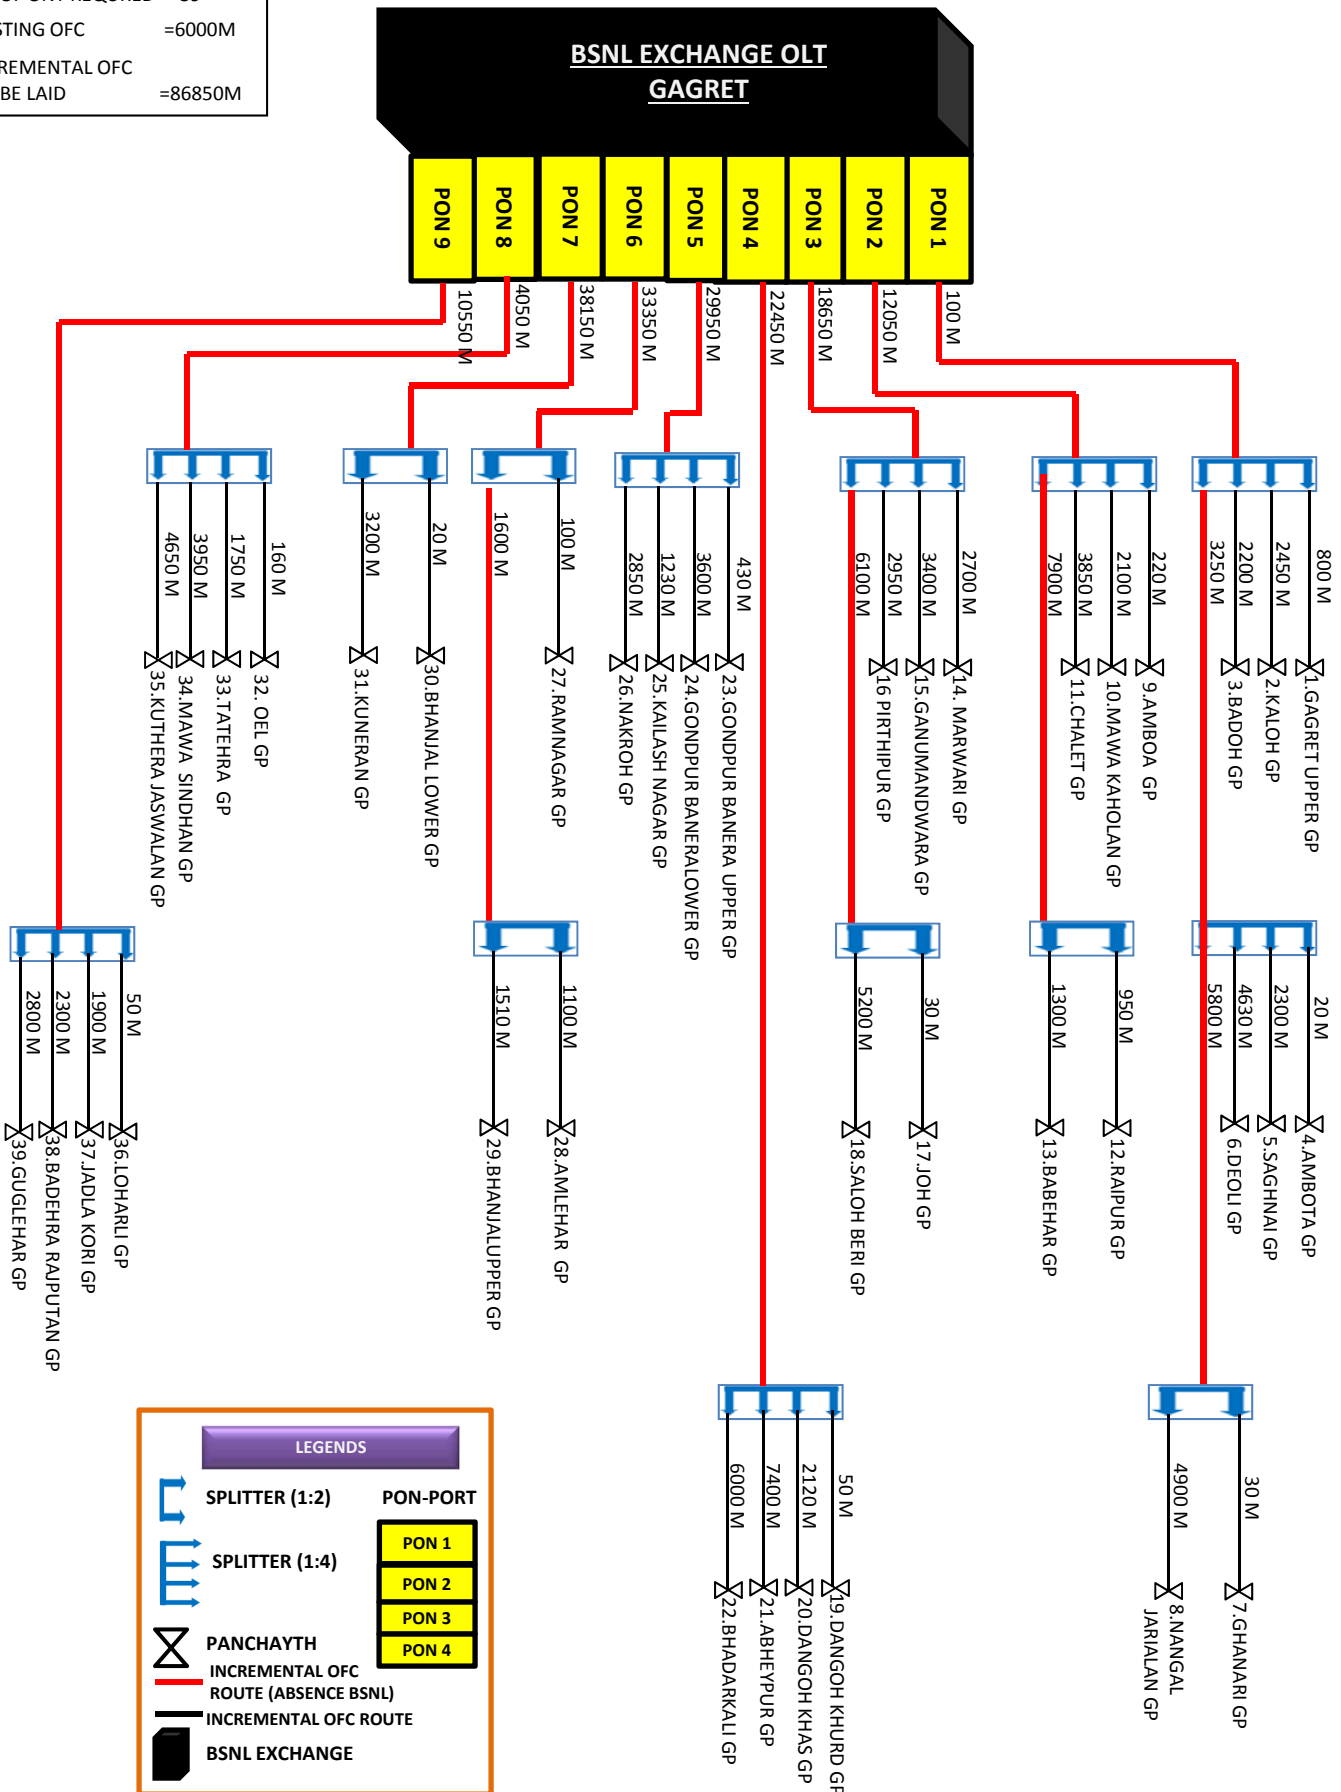 =6000M
=86850M
STING OFC
REMENTAL OFC
BE LAID
BSNL EXCHANGE OLT
GAGRET
PON 9
PON 8
PON 7
PON 6
PON 5
PON 4
PON 3
PON 2
PON 1
10550 M
4050 M
38150 M
33350 M
29950 M
22450 M
18650 M
12050 M
100 M
4650 M
3950 M
1750 M
160 M
3200 M
20 M
1600 M
100 M
2850 M
1230 M
3600 M
430 M
6100 M
2950 M
3400 M
2700 M
7900 M
3850 M
2100 M
220 M
3250 M
2200 M
2450 M
800 M
35.KUTHERA JASWALAN GP
34.MAWA SINDHAN GP
33.TATEHRA GP
32. OEL GP
31.KUNERAN GP
30.BHANJAL LOWER GP
27.RAMNAGAR GP
26.NAKROH GP
25.KAILASH NAGAR GP
24.GONDPUR BANERALOWER GP
23.GONDPUR BANERA UPPER GP
16 PIRTHIPUR GP
15.GANUMANDWARA GP
14. MARWARI GP
11.CHALET GP
10.MAWA KAHOLAN GP
9.AMBOA GP
3.BADOH GP
2.KALOH GP
1.GAGRET UPPER GP
2800 M
2300 M
1900 M
50 M
1510 M
1100 M
5200 M
30 M
1300 M
950 M
5800 M
4630 M
2300 M
20 M
39.GUGLEHAR GP
38.BADEHRA RAJPUTAN GP
37.JADLA KORI GP
36.LOHARLI GP
29.BHANJALUPPER GP
28.AMLEHAR GP
18.SALOH BERI GP
17.JOH GP
13.BABEHAR GP
12.RAIPUR GP
6.DEOLI GP
5.SAGHNAI GP
4.AMBOTA GP
6000 M
7400 M
2120 M
50 M
4900 M
30 M
22.BHADARKALI GP
21.ABHEYPUR GP
20.DANGOH KHAS GP
19.DANGOH KHURD GP
8.NANGAL
JARIALAN GP
7.GHANARI GP
LEGENDS
SPLITTER (1:2)
PON-PORT
PON 1
SPLITTER (1:4)
PON 2
PON 3
PON 4
PANCHAYTH
INCREMENTAL OFC
ROUTE (ABSENCE BSNL)
INCREMENTAL OFC ROUTE
BSNL EXCHANGE